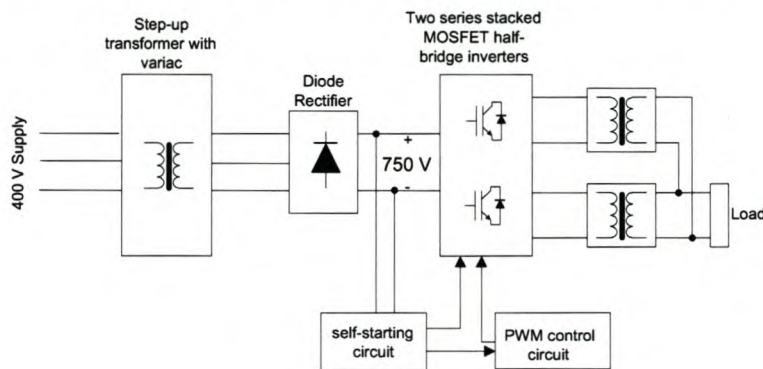 Step-up
transformer with
variac
Two series stacked
MOSFET half-
bridge inverters
Diode
Rectifier
400 V Supply
+
750 V
-
Load
self-starting
circuit
PWM control
circuit